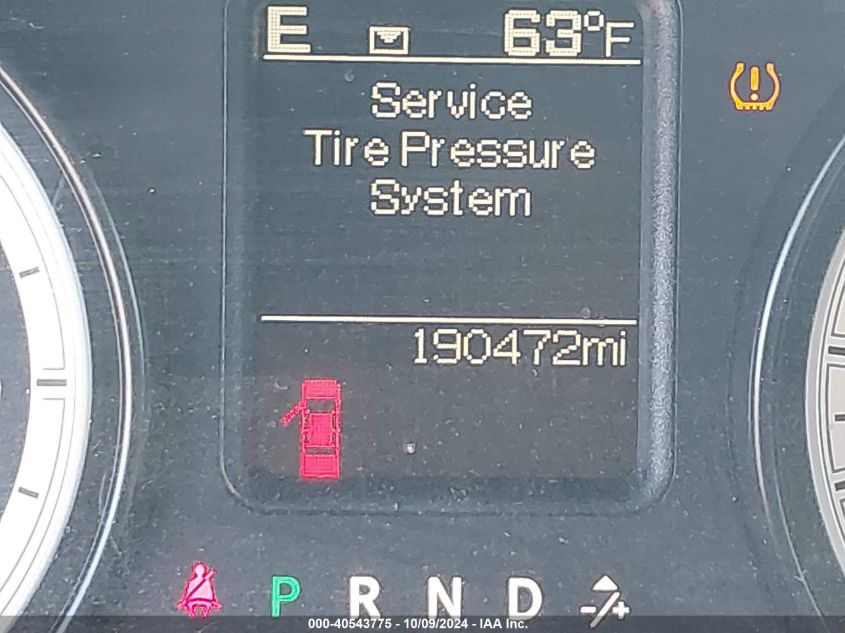 E 63°F
Service
Tire Pressure
System
190472mi
P R N D -/+
000-40543775 - 10/09/2024 - IAA Inc.